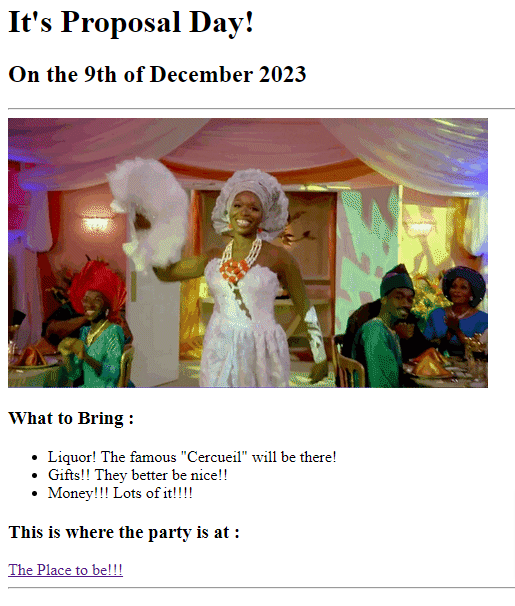 It's Proposal Day!
On the 9th of December 2023
What to Bring :
Liquor! The famous "Cercueil" will be there!
Gifts!! They better be nice!!
Money!!! Lots of it!!!!
This is where the party is at :
The Place to be!!!